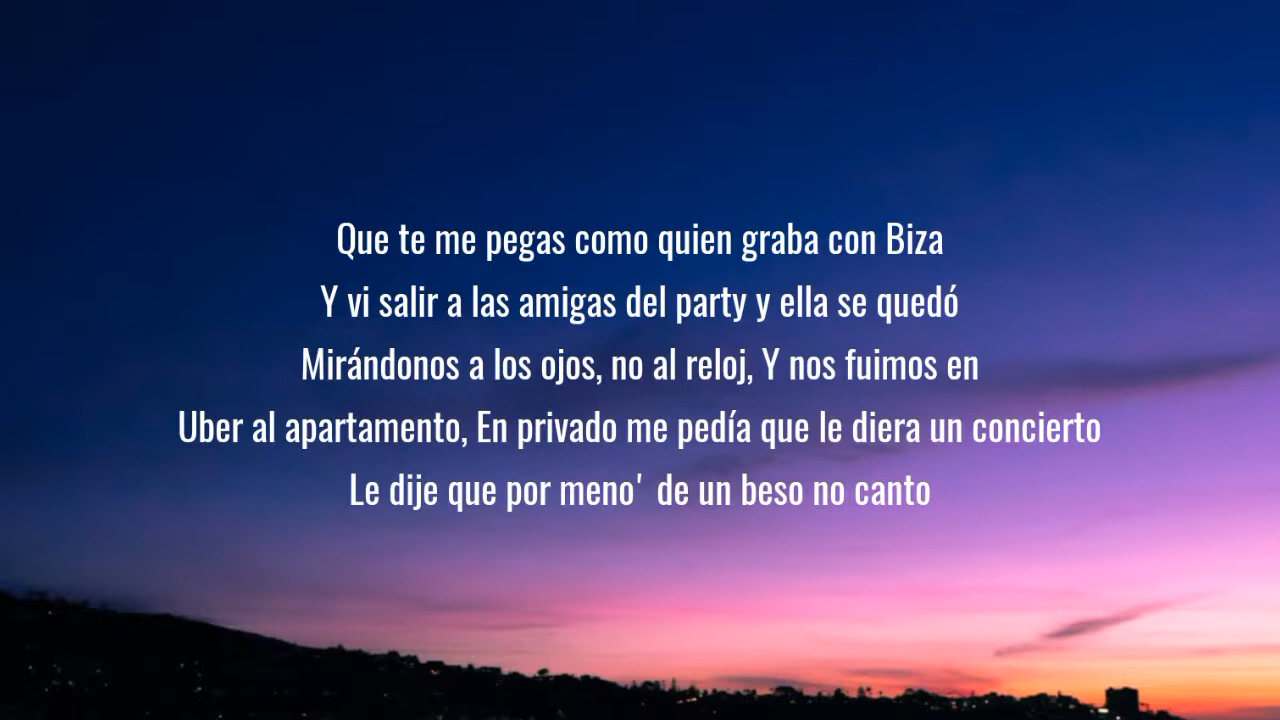 Que te me pegas como quien graba con Biza
Y vi salir a las amigas del party y ella se quedó
Mirándonos a los ojos, no al reloj, Y nos fuimos en
Uber al apartamento, En privado me pedía que le diera un concierto
Le dije que por meno' de un beso no canto